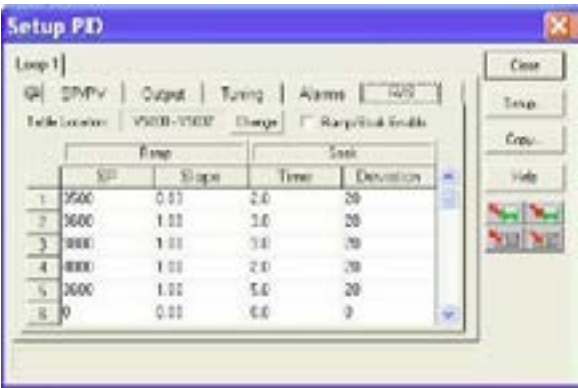 Setup PID
Loop 1
SP/PV Output Tuning Alarms R/S
Table Location: Change Ramp/Soak Enable
Ramp Soak
SP Slope Time Deviation
1 3500 2.0 20
2 3600 1.00 3.0 20
3 1.00 3.0 20
4 4000 1.00 2.0 20
5 3600 1.00 5.0 20
6 0 0.00 0
Close
Setup...
Copy...
Help